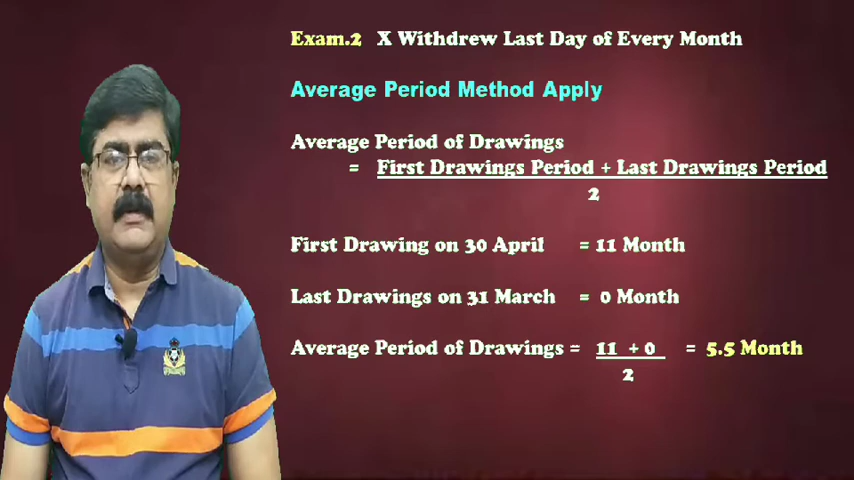 Exam.2 X Withdrew Last Day of Every Month
Average Period Method Apply
Average Period of Drawings
= First Drawings Period + Last Drawings Period
2
First Drawing on 30 April = 11 Month
Last Drawings on 31 March = 0 Month
Average Period of Drawings = 11 + 0 = 5.5 Month
2